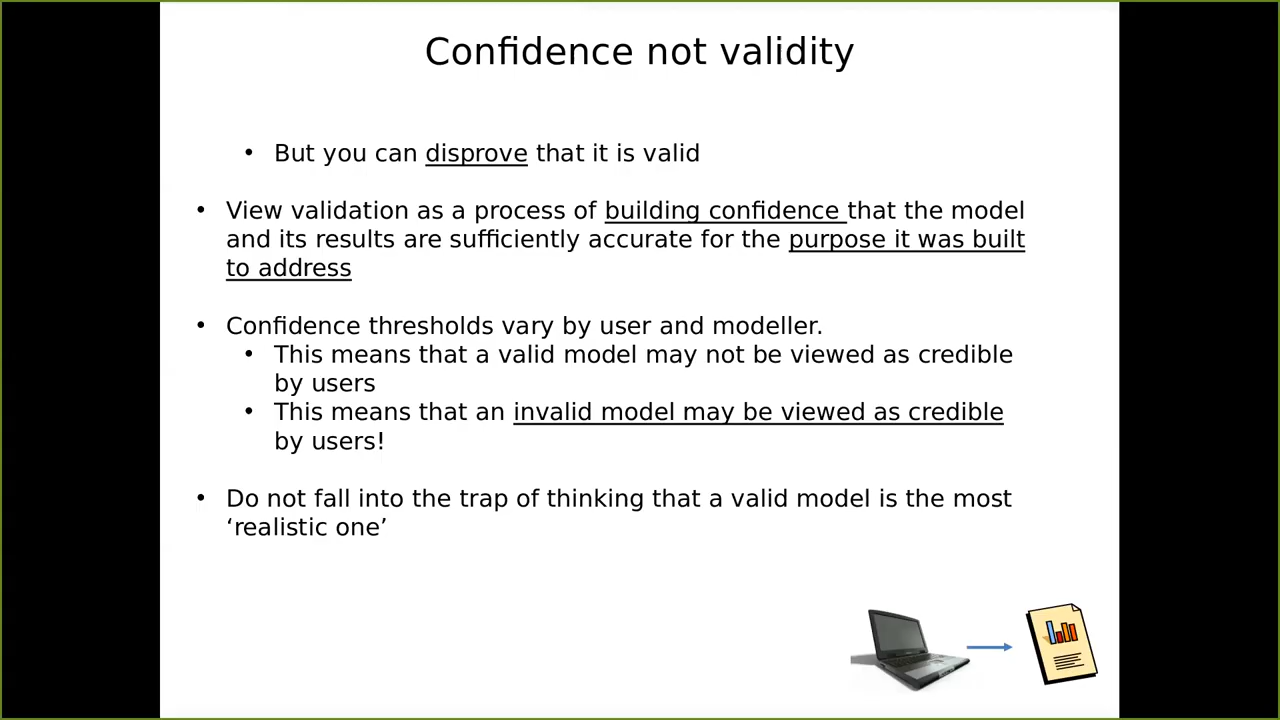 Confidence not validity
• But you can disprove that it is valid
• View validation as a process of building confidence that the model
and its results are sufficiently accurate for the purpose it was built
to address
• Confidence thresholds vary by user and modeller.
• This means that a valid model may not be viewed as credible
by users
• This means that an invalid model may be viewed as credible
by users!
• Do not fall into the trap of thinking that a valid model is the most
‘realistic one’